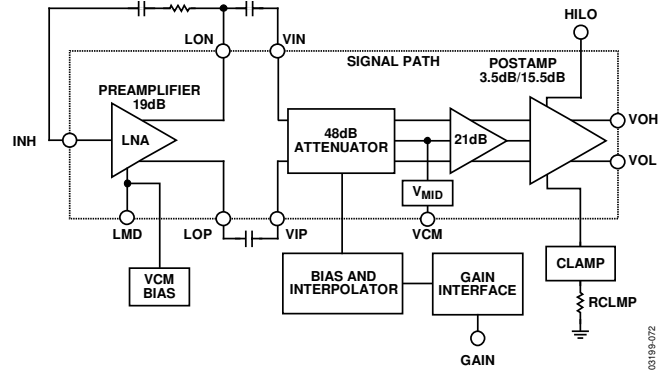 HILO
LON
VIN
SIGNAL PATH
POSTAMP
3.5dB/15.5dB
PREAMPLIFIER
19dB
INH
LNA
48dB
ATTENUATOR
21dB
VOH
VOL
VMID
LMD
LOP
VIP
VCM
VCM
BIAS
BIAS AND
INTERPOLATOR
GAIN
INTERFACE
CLAMP
RCLMP
GAIN
03199-072